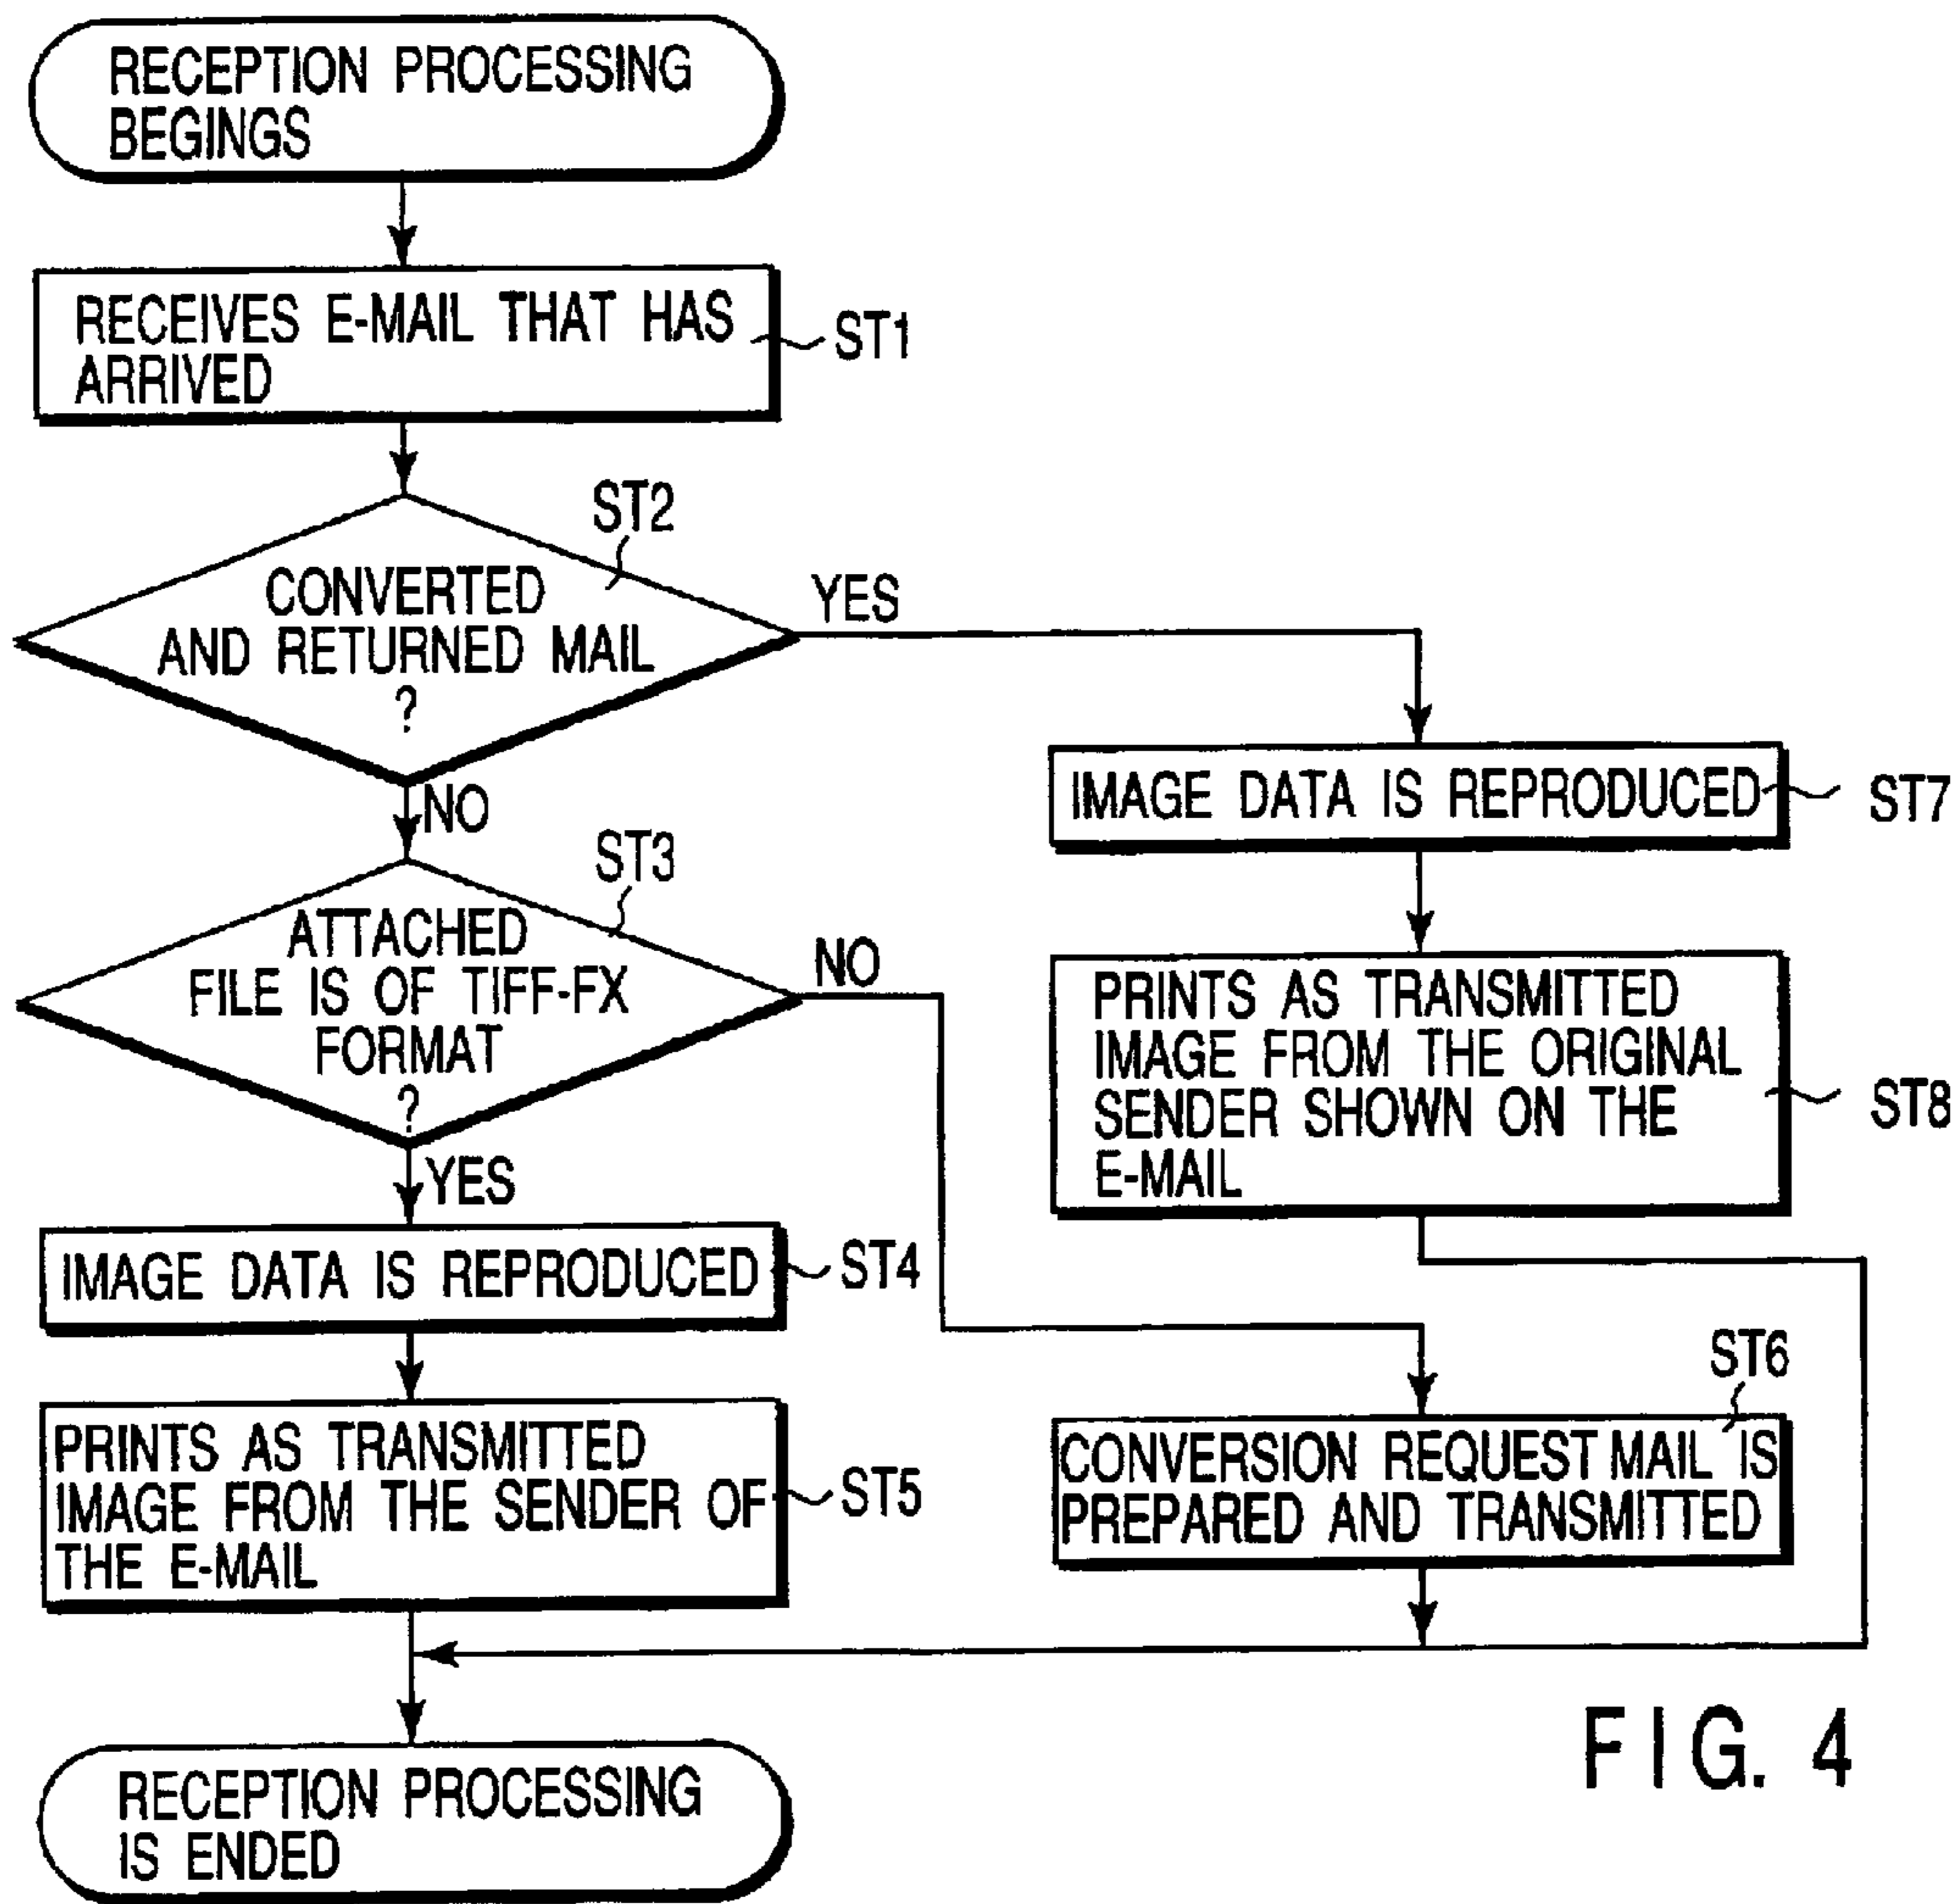 RECEPTION PROCESSING
BEGINGS
RECEIVES E-MAIL THAT HAS
ARRIVED
ST1
ST2
CONVERTED
AND RETURNED MAIL
?
YES
NO
ST3
ATTACHED
FILE IS OF TIFF-FX
FORMAT
?
NO
YES
IMAGE DATA IS REPRODUCED
ST4
PRINTS AS TRANSMITTED
IMAGE FROM THE SENDER OF
THE E-MAIL
ST5
IMAGE DATA IS REPRODUCED
ST7
PRINTS AS TRANSMITTED
IMAGE FROM THE ORIGINAL
SENDER SHOWN ON THE
E-MAIL
ST8
ST6
CONVERSION REQUEST MAIL IS
PREPARED AND TRANSMITTED
RECEPTION PROCESSING
IS ENDED
FIG. 4